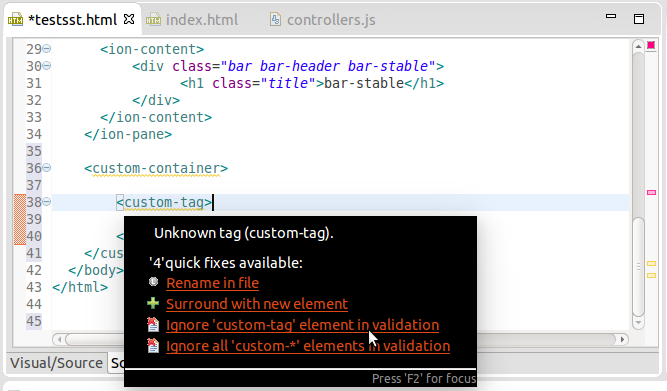 *testsst.html index.html controllers.js
29 <ion-content>
30 <div class="bar bar-header bar-stable">
31 <h1 class="title">bar-stable</h1>
32 </div>
33 </ion-content>
34 </ion-pane>
35
36 <custom-container>
37
38 <custom-tag>
39
40 <
41 </cus
42 </body>
43 </html>
44
45
Unknown tag (custom-tag).
'4'quick fixes available:
Rename in file
Surround with new element
Ignore 'custom-tag' element in validation
Ignore all 'custom-*' elements in validation
Press 'F2' for focus
Visual/Source